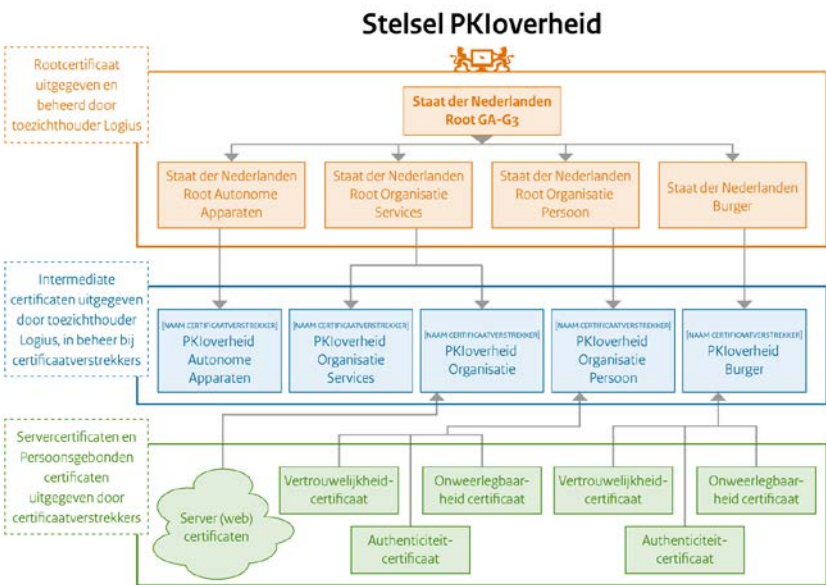 Stelsel PKIoverheid
Rootcertificaat
uitgegeven en
beheerd door
toezichthouder Logius
Staat der Nederlanden
Root GA-G3
Staat der Nederlanden
Root Autonome
Apparaten
Staat der Nederlanden
Root Organisatie
Services
Staat der Nederlanden
Root Organisatie
Persoon
Staat der Nederlanden
Burger
Intermediate
certificaten uitgegeven
door toezichthouder
Logius, in beheer bij
certificaatverstrekkers
[NAAM CERTIFICAATVERSTREKKER]
PKIoverheid
Autonome
Apparaten
[NAAM CERTIFICAATVERSTREKKER]
PKIoverheid
Organisatie
Services
[NAAM CERTIFICAATVERSTREKKER]
PKIoverheid
Organisatie
[NAAM CERTIFICAATVERSTREKKER]
PKIoverheid
Organisatie
Persoon
[NAAM CERTIFICAATVERSTREKKER]
PKIoverheid
Burger
Servercertificaten en
Persoonsgebonden
certificaten
uitgegeven door
certificaatverstrekkers
Server (web)
certificaten
Vertrouwelijkheid-
certificaat
Onweerlegbaar-
heid certificaat
Authenticiteit-
certificaat
Vertrouwelijkheid-
certificaat
Onweerlegbaar-
heid certificaat
Authenticiteit-
certificaat